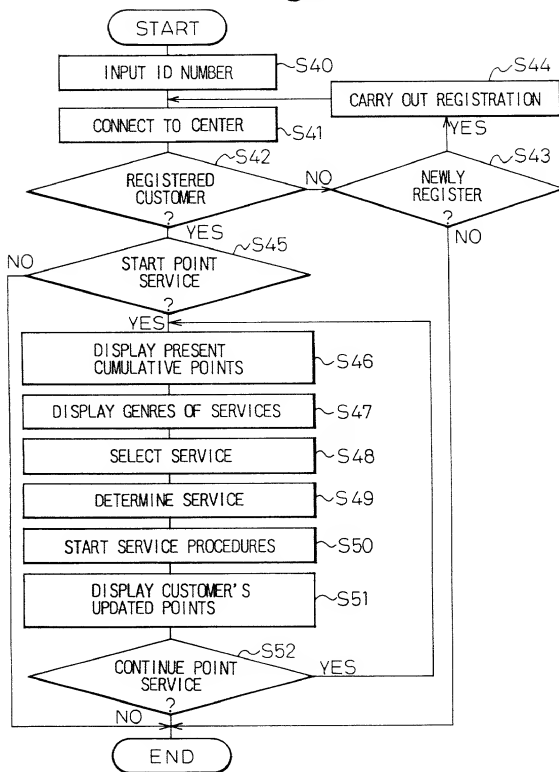 START
INPUT ID NUMBER
S40
S44
CARRY OUT REGISTRATION
CONNECT TO CENTER
S41
YES
S42
S43
REGISTERED
CUSTOMER
?
NO
NEWLY
REGISTER
?
YES
NO
S45
NO
START POINT
SERVICE
?
YES
DISPLAY PRESENT
CUMULATIVE POINTS
S46
DISPLAY GENRES OF SERVICES
S47
SELECT SERVICE
S48
DETERMINE SERVICE
S49
START SERVICE PROCEDURES
S50
DISPLAY CUSTOMER'S
UPDATED POINTS
S51
S52
CONTINUE POINT
SERVICE
?
YES
NO
END